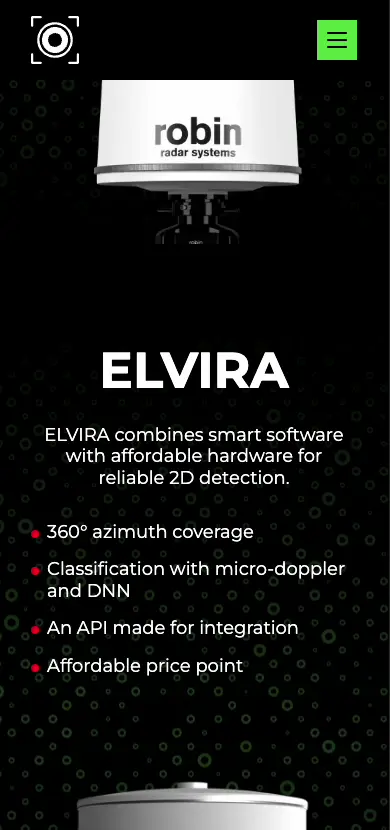 robin
radar systems
ELVIRA
ELVIRA combines smart software
with affordable hardware for
reliable 2D detection.
360° azimuth coverage
Classification with micro-doppler
and DNN
An API made for integration
Affordable price point